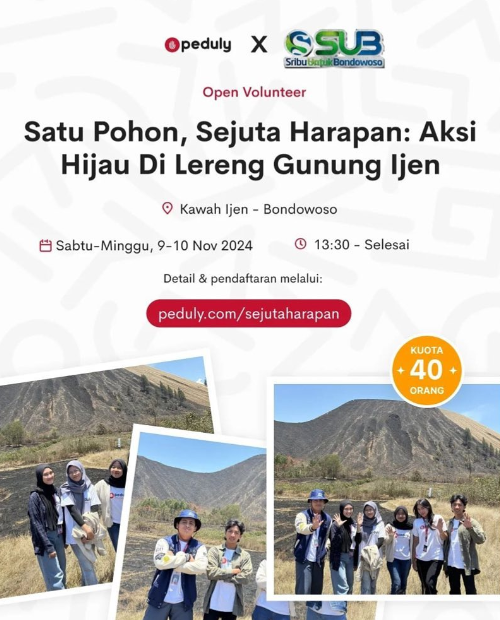 peduly X SUB
SribuUntukBondowoso
Open Volunteer
Satu Pohon, Sejuta Harapan: Aksi
Hijau Di Lereng Gunung Ijen
Kawah Ijen - Bondowoso
Sabtu-Minggu, 9-10 Nov 2024
13:30 - Selesai
Detail & pendaftaran melalui:
peduly.com/sejutaharapan
KUOTA
40
ORANG